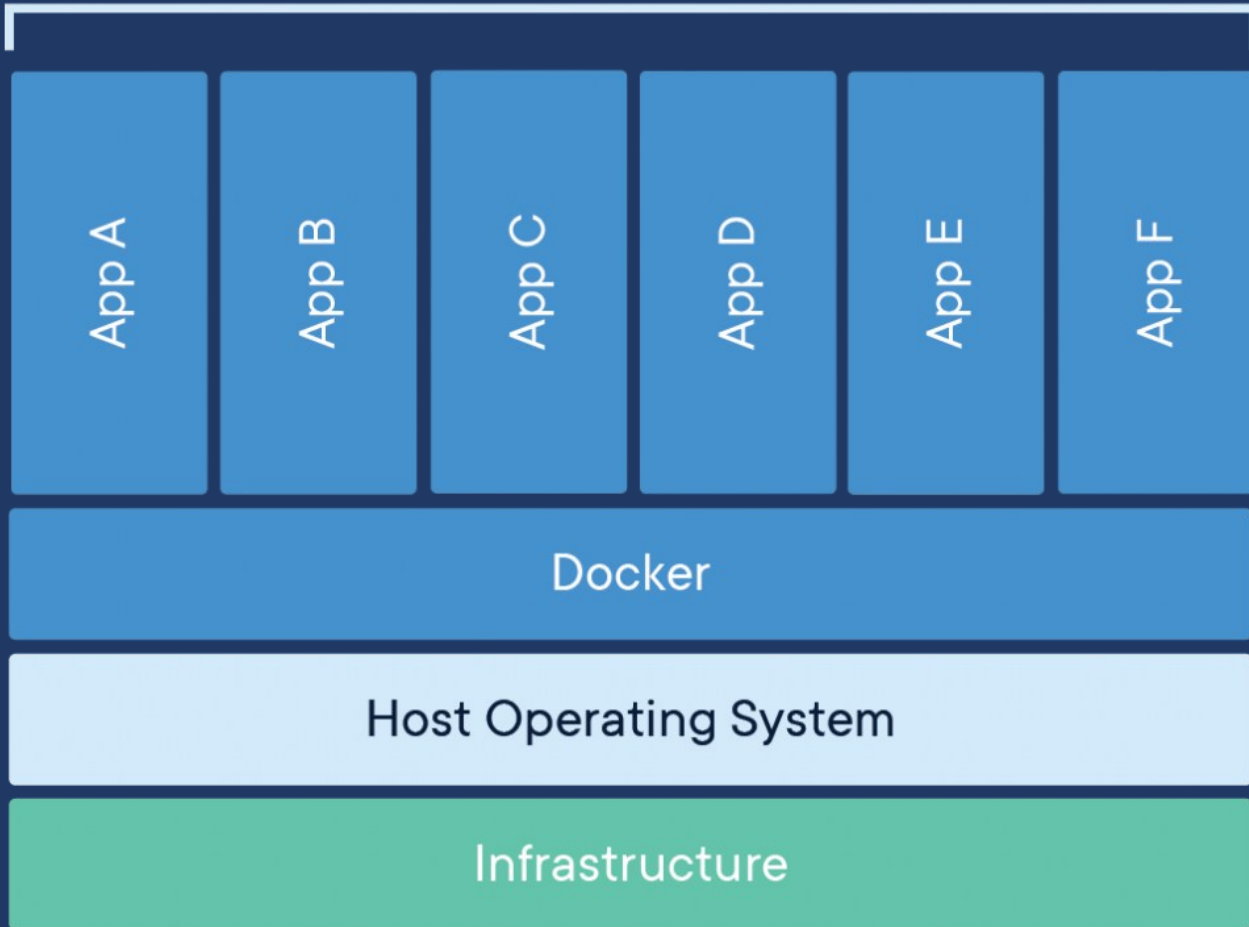 App A
App B
App C
App D
App E
App F
Docker
Host Operating System
Infrastructure